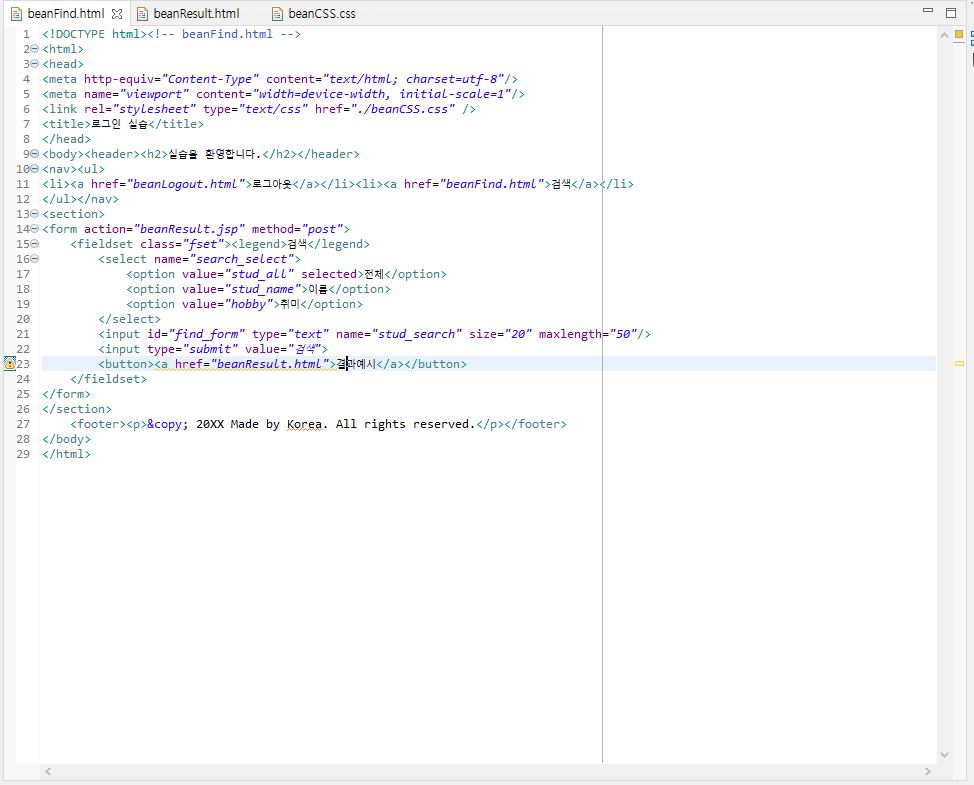 beanFind.html beanResult.html beanCSS.css
1 <!DOCTYPE html><!-- beanFind.html -->
2 <html>
3 <head>
4 <meta http-equiv="Content-Type" content="text/html; charset=utf-8"/>
5 <meta name="viewport" content="width=device-width, initial-scale=1"/>
6 <link rel="stylesheet" type="text/css" href="./beanCSS.css" />
7 <title>로그인 실습</title>
8 </head>
9 <body><header><h2>실습을 환영합니다.</h2></header>
10 <nav><ul>
11 <li><a href="beanLogout.html">로그아웃</a></li><li><a href="beanFind.html">검색</a></li>
12 </ul></nav>
13 <section>
14 <form action="beanResult.jsp" method="post">
15 <fieldset class="fset"><legend>검색</legend>
16 <select name="search_select">
17 <option value="stud_all" selected>전체</option>
18 <option value="stud_name">이름</option>
19 <option value="hobby">취미</option>
20 </select>
21 <input id="find_form" type="text" name="stud_search" size="20" maxlength="50"/>
22 <input type="submit" value="검색">
23 <button><a href="beanResult.html">결과예시</a></button>
24 </fieldset>
25 </form>
26 </section>
27 <footer><p>&copy; 20XX Made by Korea. All rights reserved.</p></footer>
28 </body>
29 </html>